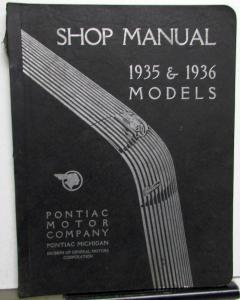 SHOP MANUAL
1935 & 1936
MODELS
PONTIAC
MOTOR
COMPANY
PONTIAC MICHIGAN
DIVISION OF GENERAL MOTORS
CORPORATION